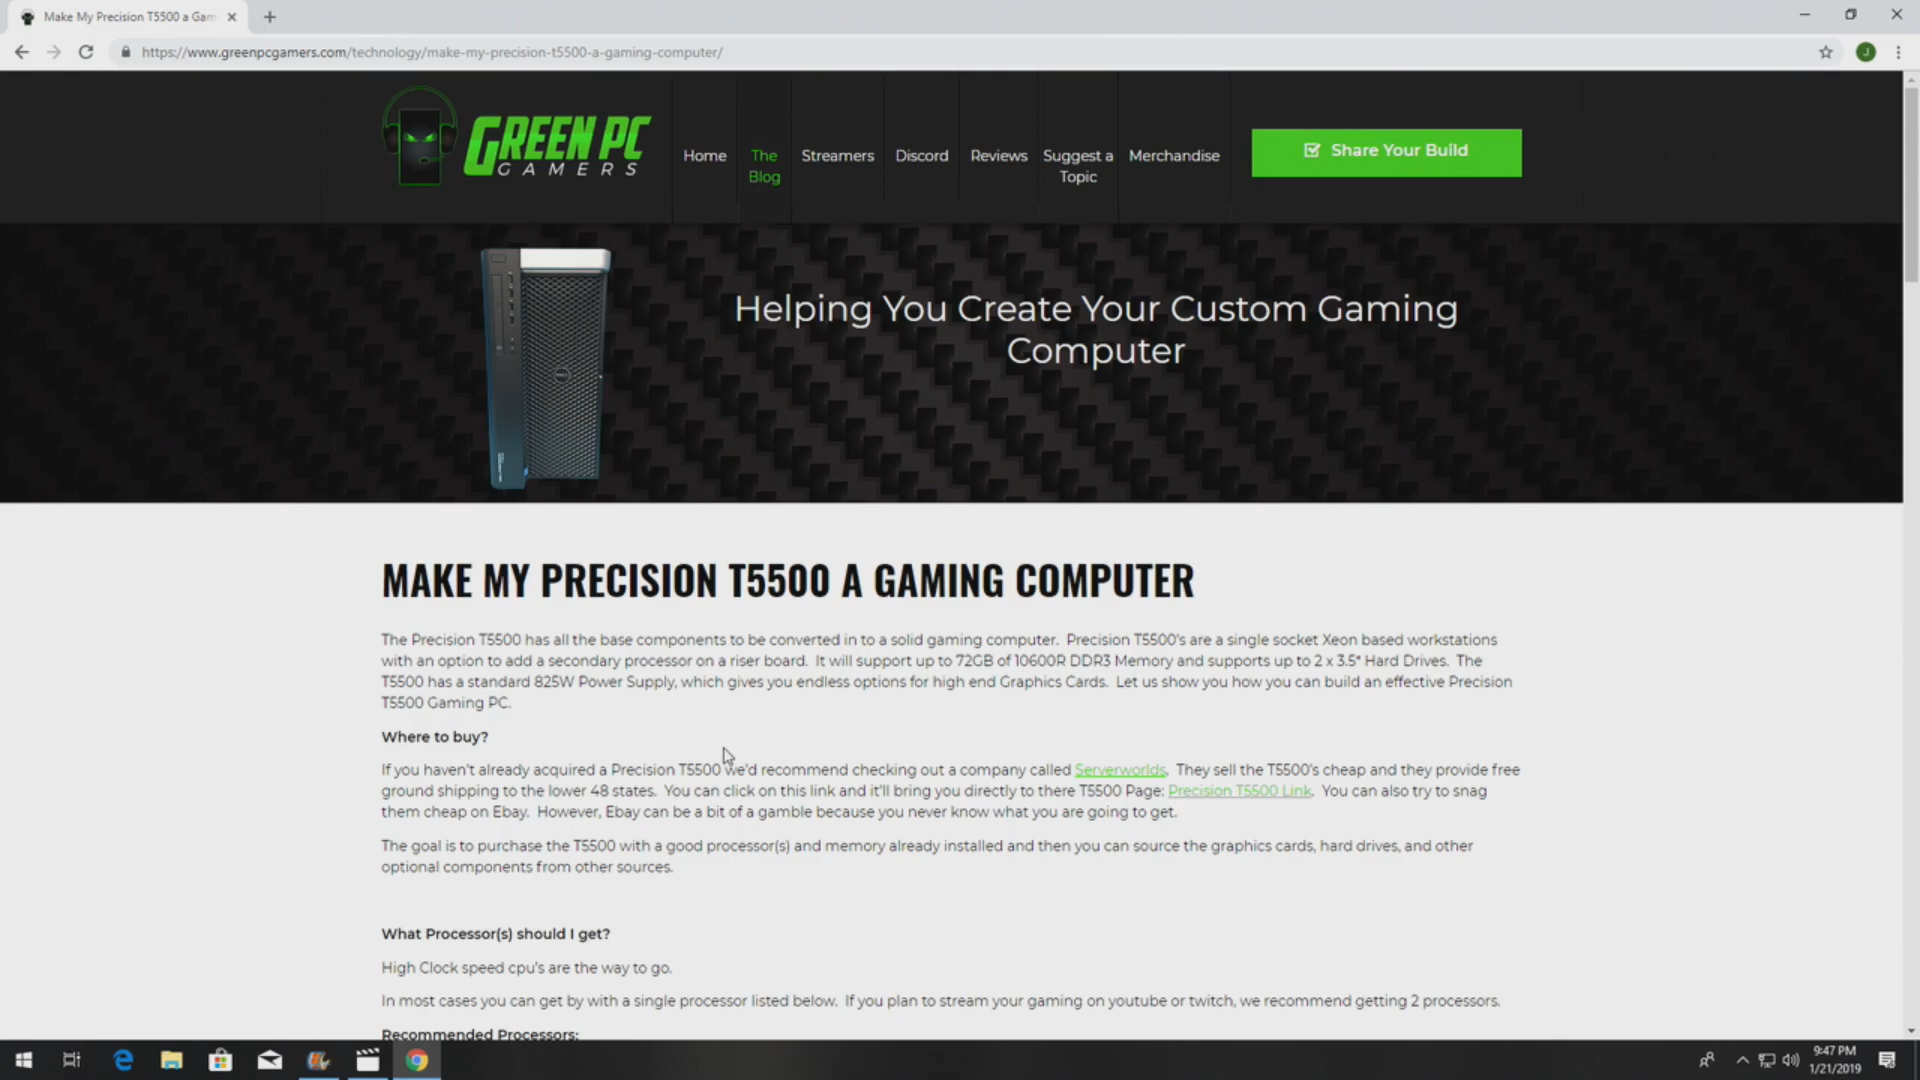 Make My Precision T5500 a Gam
https://www.greenpcgamers.com/technology/make-my-precision-t5500-a-gaming-computer/
J
GREEN PC
GAMERS
Home
The
Blog
Streamers
Discord
Reviews
Suggest a
Topic
Merchandise
Share Your Build
Helping You Create Your Custom Gaming
Computer
MAKE MY PRECISION T5500 A GAMING COMPUTER
The Precision T5500 has all the base components to be converted in to a solid gaming computer. Precision T5500's are a single socket Xeon based workstations
with an option to add a secondary processor on a riser board. It will support up to 72GB of 10600R DDR3 Memory and supports up to 2 x 3.5" Hard Drives. The
T5500 has a standard 825W Power Supply, which gives you endless options for high end Graphics Cards. Let us show you how you can build an effective Precision
T5500 Gaming PC.
Where to buy?
If you haven't already acquired a Precision T5500 we'd recommend checking out a company called Serverworlds. They sell the T5500's cheap and they provide free
ground shipping to the lower 48 states. You can click on this link and it'll bring you directly to there T5500 Page: Precision T5500 Link. You can also try to snag
them cheap on Ebay. However, Ebay can be a bit of a gamble because you never know what you are going to get.
The goal is to purchase the T5500 with a good processor(s) and memory already installed and then you can source the graphics cards, hard drives, and other
optional components from other sources.
What Processor(s) should I get?
High Clock speed cpu's are the way to go.
In most cases you can get by with a single processor listed below. If you plan to stream your gaming on youtube or twitch, we recommend getting 2 processors.
Recommended Processors:
9:47 PM
1/21/2019